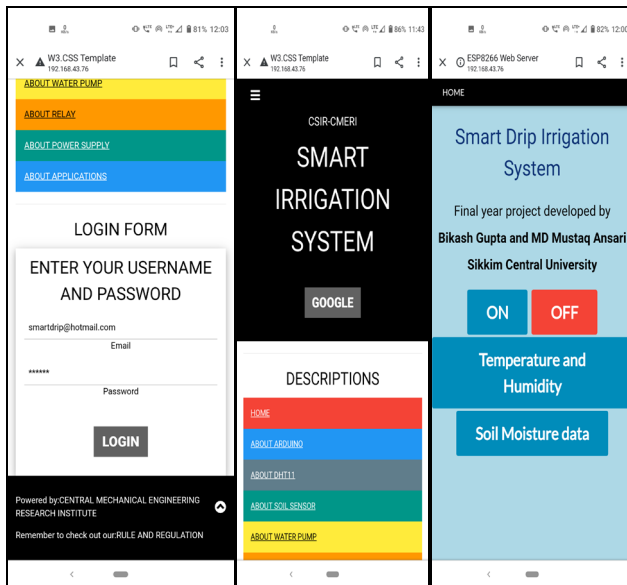 81% 12:03
W3.CSS Template
192.168.43.76
ABOUT WATER PUMP
ABOUT RELAY
ABOUT POWER SUPPLY
ABOUT APPLICATIONS
LOGIN FORM
ENTER YOUR USERNAME
AND PASSWORD
smartdrip@hotmail.com
Email
******
Password
LOGIN
Powered by:CENTRAL MECHANICAL ENGINEERING
RESEARCH INSTITUTE
Remember to check out our:RULE AND REGULATION
86% 11:43
W3.CSS Template
192.168.43.76
CSIR-CMERI
SMART
IRRIGATION
SYSTEM
GOOGLE
DESCRIPTIONS
HOME
ABOUT ARDUINO
ABOUT DHT11
ABOUT SOIL SENSOR
ABOUT WATER PUMP
82% 12:00
ESP8266 Web Server
192.168.43.76
HOME
Smart Drip Irrigation
System
Final year project developed by
Bikash Gupta and MD Mustaq Ansari
Sikkim Central University
ON
OFF
Temperature and
Humidity
Soil Moisture data